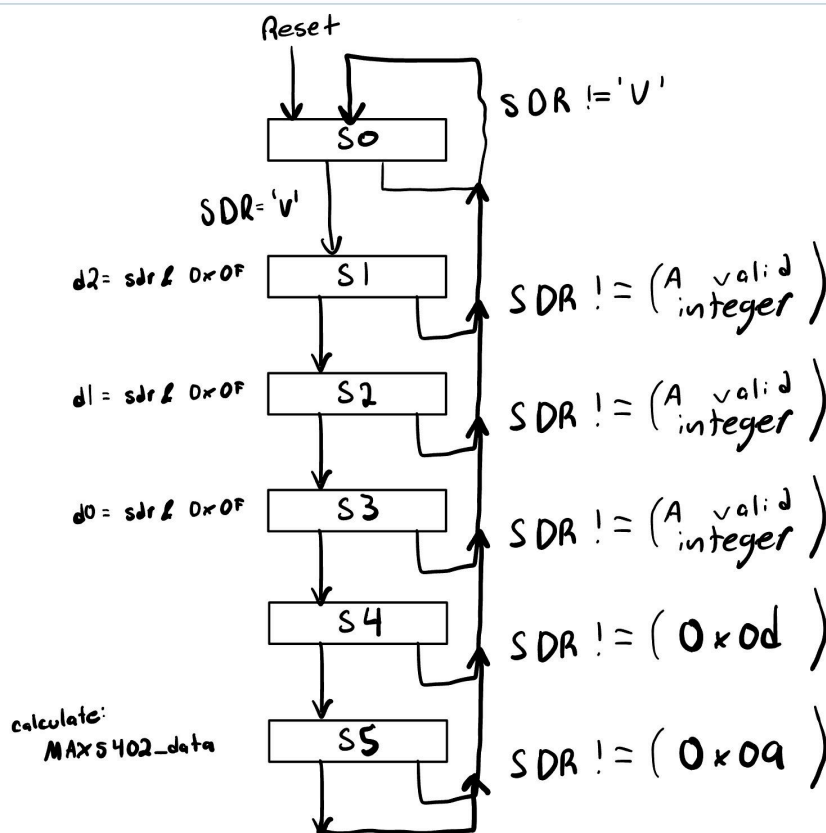 Reset
SDR != 'V'
S0
SDR='V'
d2= sdr & 0x0F
S1
SDR != (A valid
integer)
d1= sdr & 0x0F
S2
SDR != (A valid
integer)
d0= sdr & 0x0F
S3
SDR != (A valid
integer)
S4
SDR != ( 0x0d )
calculate:
MAX5402_data
S5
SDR != ( 0x0a )